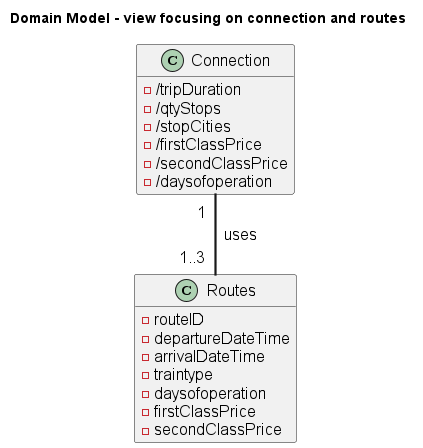 Domain Model - view focusing on connection and routes
C Connection
/tripDuration
/qtyStops
/stopCities
/firstClassPrice
/secondClassPrice
/daysofoperation
1
uses
1..3
C Routes
routeID
departureDateTime
arrivalDateTime
traintype
daysofoperation
firstClassPrice
secondClassPrice